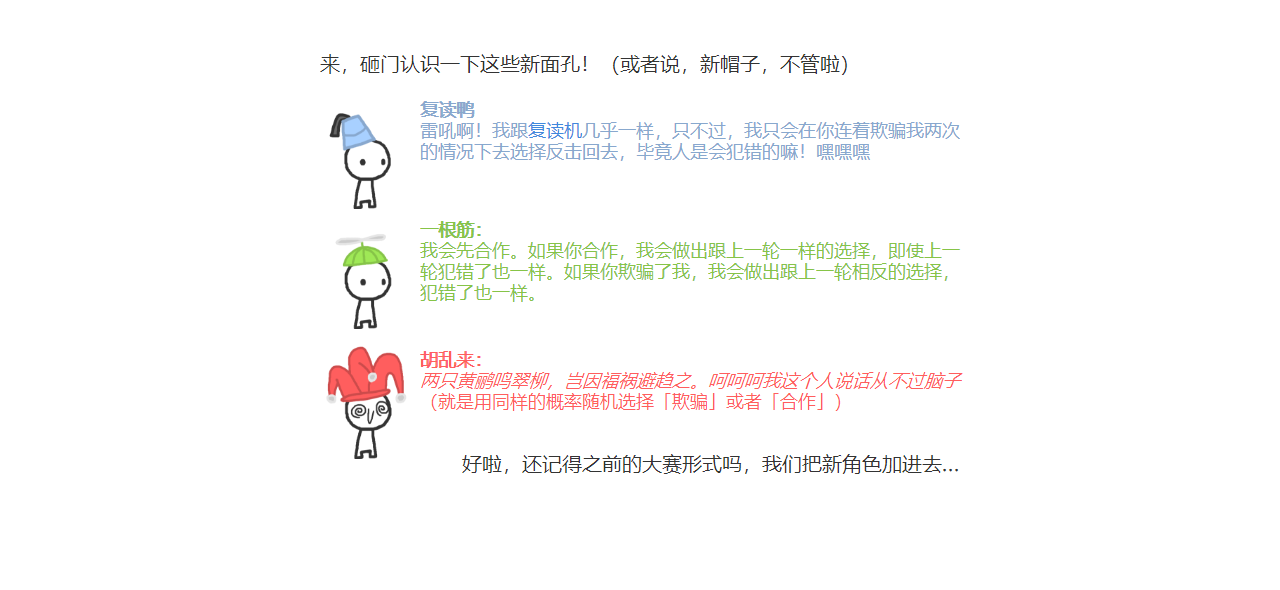 来，砸门认识一下这些新面孔！（或者说，新帽子，不管啦）
复读鸭
雷吼啊！我跟复读机几乎一样，只不过，我只会在你连着欺骗我两次
的情况下去选择反击回去，毕竟人是会犯错的嘛！嘿嘿嘿
一根筋：
我会先合作。如果你合作，我会做出跟上一轮一样的选择，即使上一
轮犯错了也一样。如果你欺骗了我，我会做出跟上一轮相反的选择，
犯错了也一样。
胡乱来：
两只黄鹂鸣翠柳，岂因福祸避趋之。呵呵呵我这个人说话从不过脑子
（就是用同样的概率随机选择「欺骗」或者「合作」）
好啦，还记得之前的大赛形式吗，我们把新角色加进去...